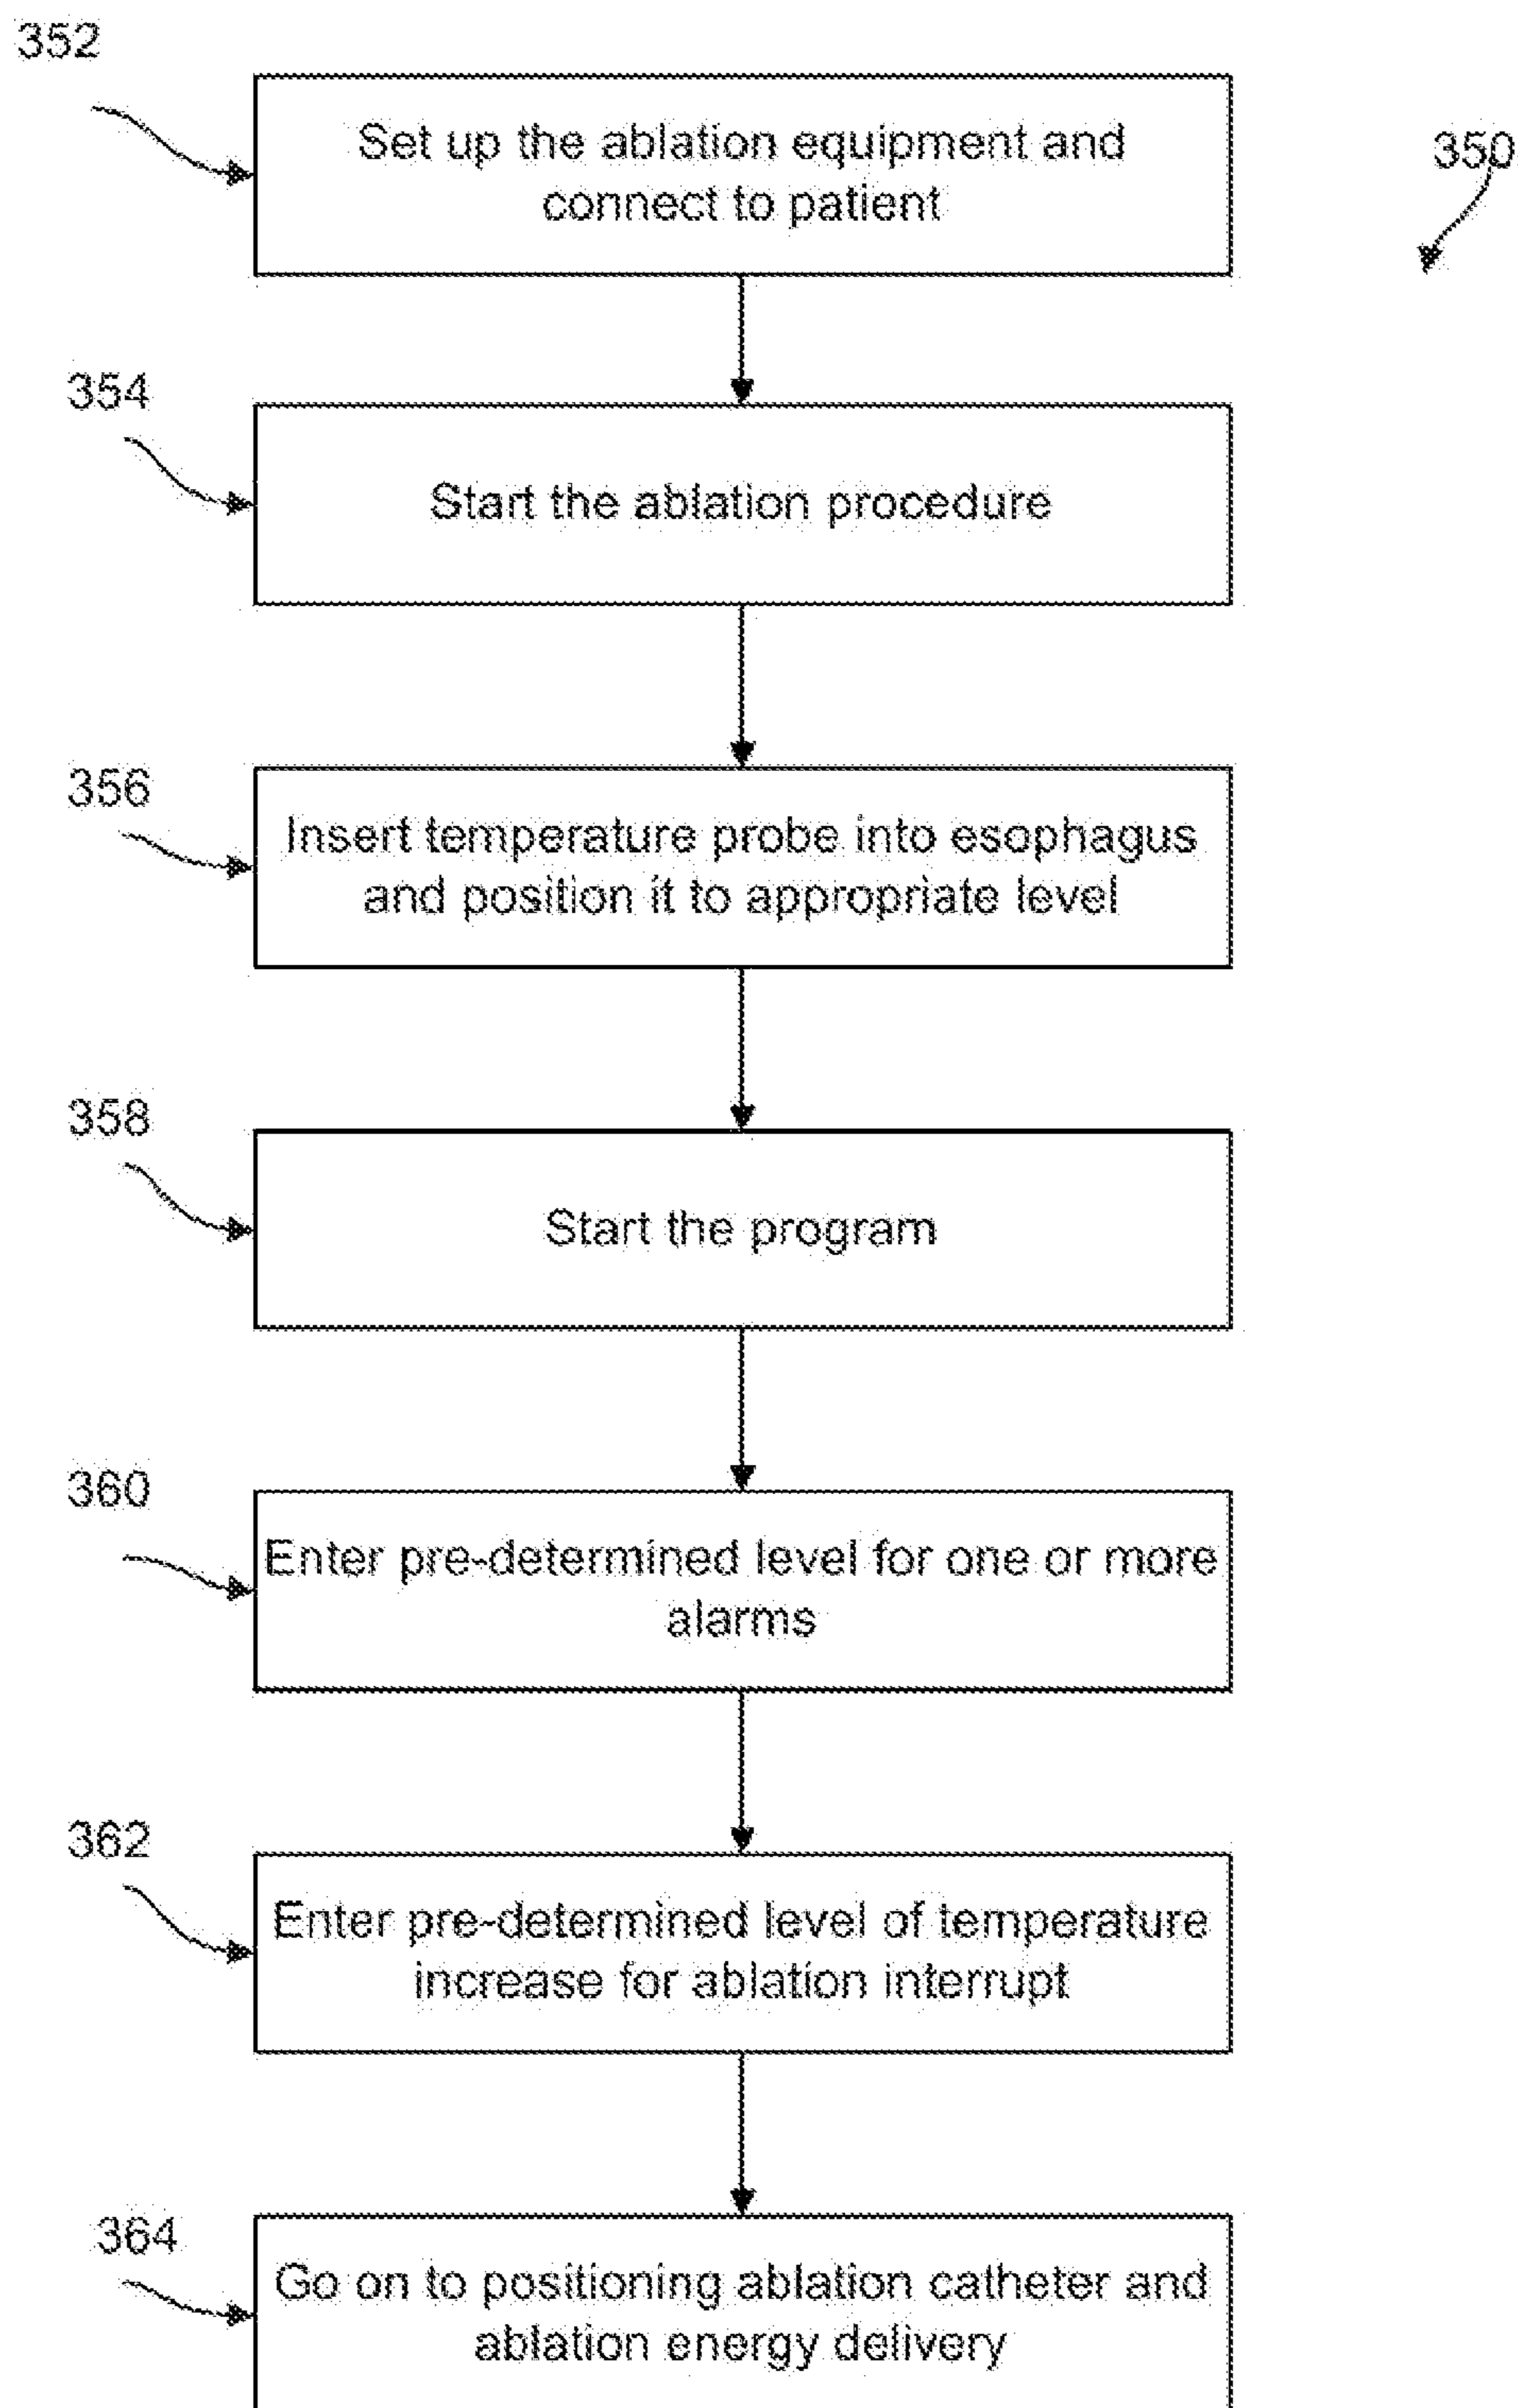 352
Set up the ablation equipment and
connect to patient
350
354
Start the ablation procedure
356
Insert temperature probe into esophagus
and position it to appropriate level
358
Start the program
360
Enter pre-determined level for one or more
alarms
362
Enter pre-determined level of temperature
increase for ablation interrupt
364
Go on to positioning ablation catheter and
ablation energy delivery